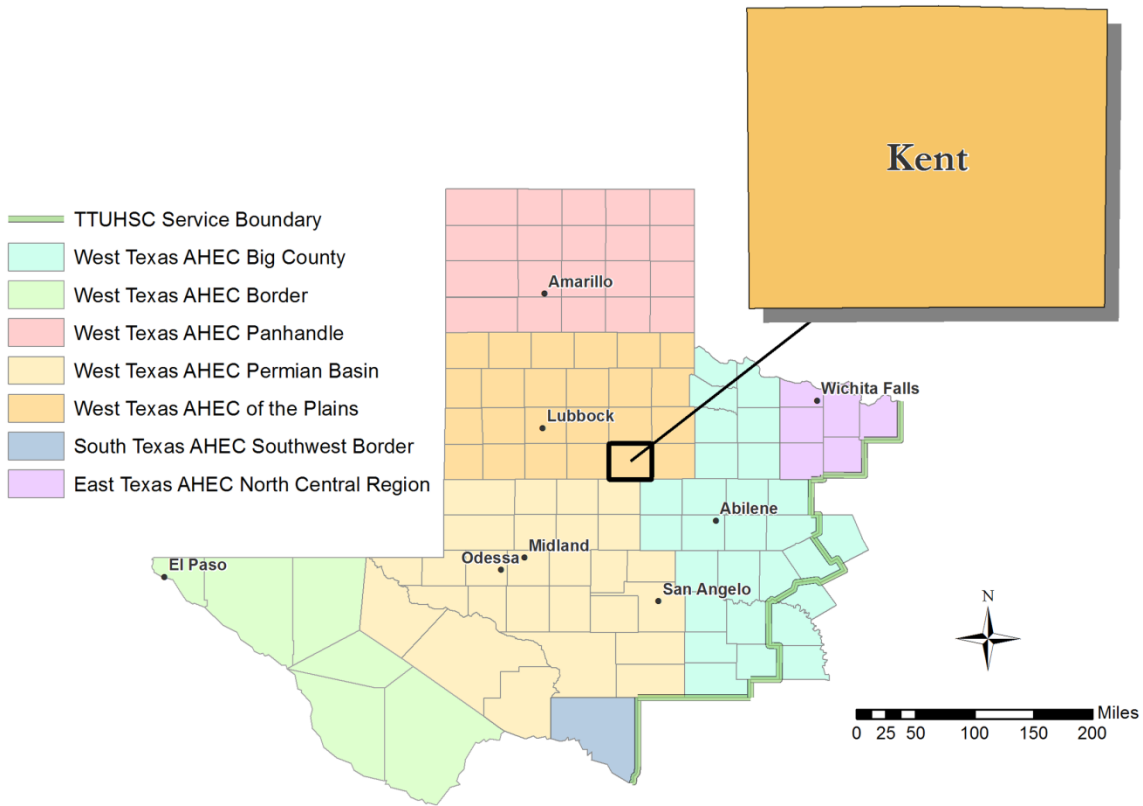 Kent
TTUHSC Service Boundary
West Texas AHEC Big County
West Texas AHEC Border
West Texas AHEC Panhandle
West Texas AHEC Permian Basin
West Texas AHEC of the Plains
South Texas AHEC Southwest Border
East Texas AHEC North Central Region
Amarillo
Wichita Falls
Lubbock
Abilene
Midland
Odessa
El Paso
San Angelo
N
Miles
0 25 50 100 150 200